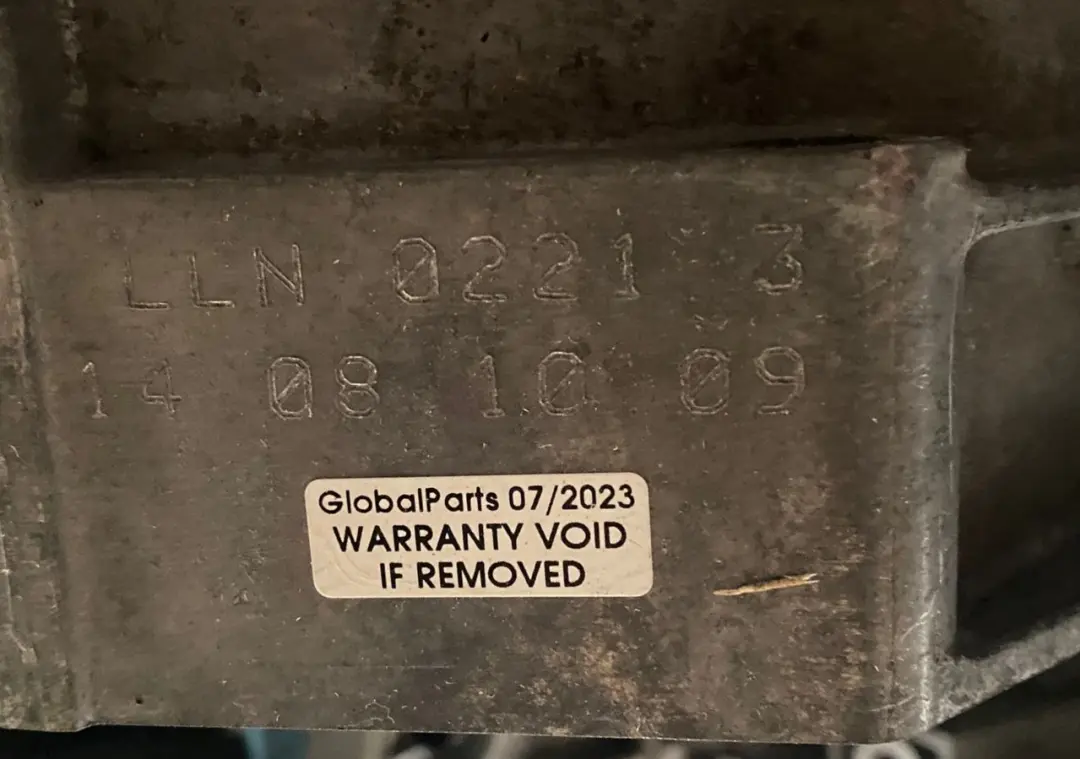 LLN 0221 3
14 08 10 09
GlobalParts 07/2023
WARRANTY VOID
IF REMOVED